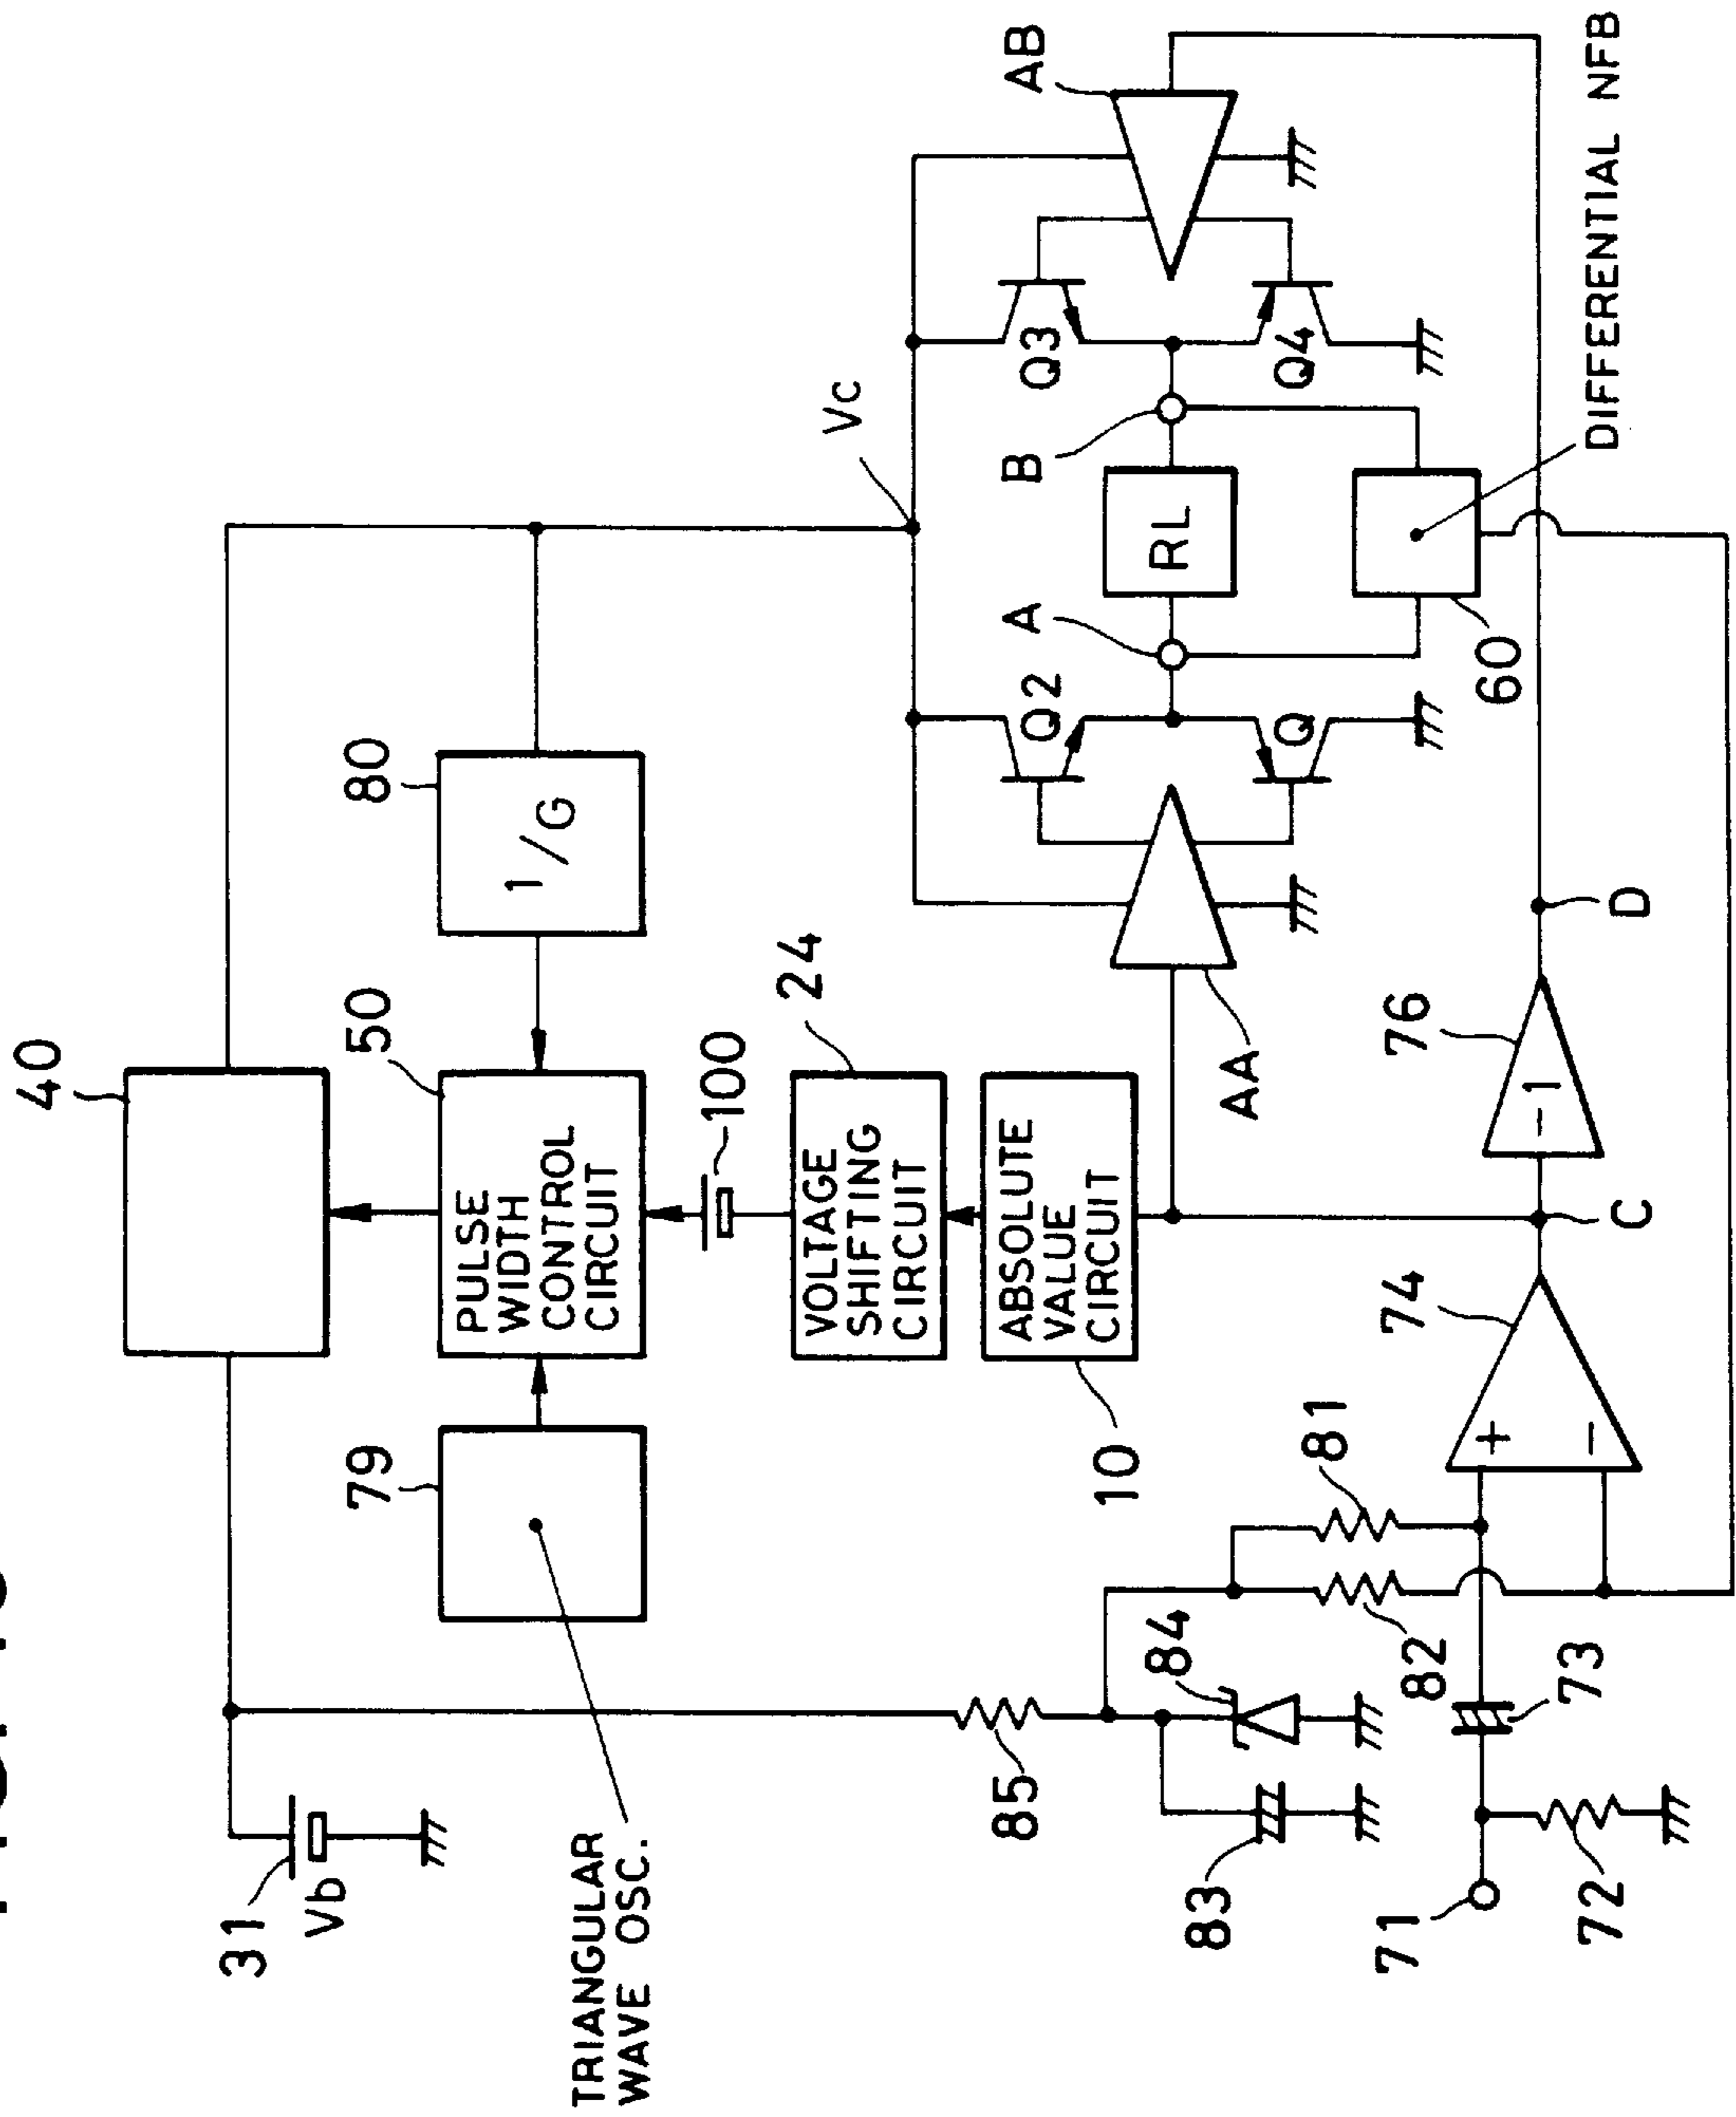 40
80
50
79
1/G
PULSE
WIDTH
CONTROL
CIRCUIT
31
Vb
TRIANGULAR
WAVE OSC.
100
24
VOLTAGE
SHIFTING
CIRCUIT
ABSOLUTE
VALUE
CIRCUIT
10
Vc
AB
Q3
Q4
B
RL
A
Q2
Q
AA
60
DIFFERENTIAL NFB
85
84
83
82
81
71
72
73
74
+
−
C
76
-1
D